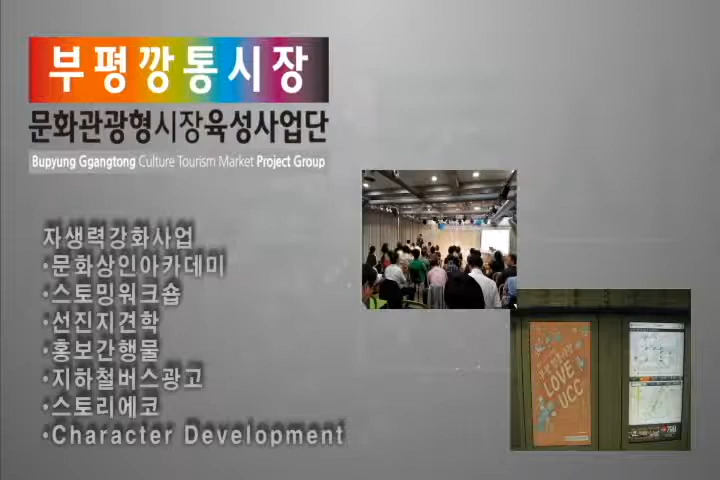 부평깡통시장
문화관광형시장육성사업단
Bupyung Ggangtong Culture Tourism Market Project Group
자생력강화사업
·문화상인아카데미
·스토밍워크숍
·선진지견학
·홍보간행물
·지하철버스광고
·스토리에코
·Character Development
LOVE
UCC